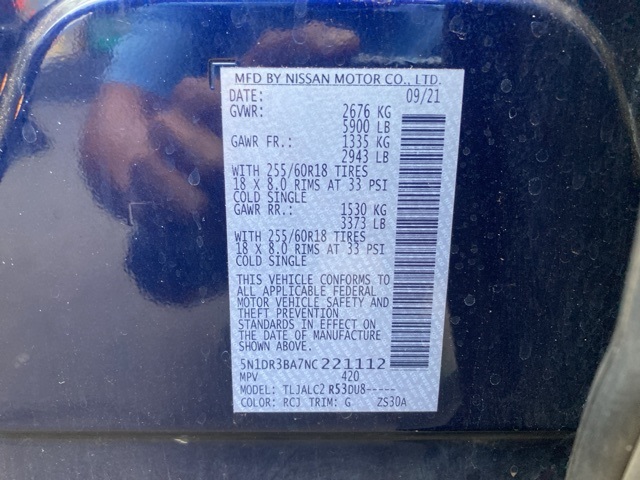 MFD BY NISSAN MOTOR CO., LTD.
DATE: 09/21
GVWR: 2676 KG
5900 LB
GAWR FR.: 1335 KG
2943 LB
WITH 255/60R18 TIRES
18 X 8.0 RIMS AT 33 PSI
COLD SINGLE
GAWR RR.: 1530 KG
3373 LB
WITH 255/60R18 TIRES
18 X 8.0 RIMS AT 33 PSI
COLD SINGLE
THIS VEHICLE CONFORMS TO
ALL APPLICABLE FEDERAL
MOTOR VEHICLE SAFETY AND
THEFT PREVENTION
STANDARDS IN EFFECT ON
THE DATE OF MANUFACTURE
SHOWN ABOVE.
5N1DR3BA7NC221112
MPV 420
MODEL: TLJALC2 R53DU8-----
COLOR: RCJ TRIM: G ZS30A